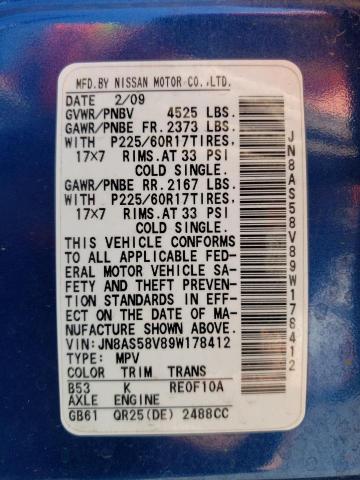 MFD.BY NISSAN MOTOR CO.,LTD.
DATE 2/09
GVWR/PNBV 4525 LBS.
GAWR/PNBE FR. 2373 LBS.
WITH P225/60R17TIRES,
17X7 RIMS.AT 33 PSI
COLD SINGLE.
GAWR/PNBE RR. 2167 LBS.
WITH P225/60R17TIRES,
17X7 RIMS.AT 33 PSI
COLD SINGLE.
THIS VEHICLE CONFORMS
TO ALL APPLICABLE FED-
ERAL MOTOR VEHICLE SA-
FETY AND THEFT PREVEN-
TION STANDARDS IN EFF-
ECT ON THE DATE OF MA-
NUFACTURE SHOWN ABOVE.
VIN:JN8AS58V89W178412
TYPE: MPV
COLOR TRIM TRANS
B53 K RE0F10A
AXLE ENGINE
GB61 QR25(DE) 2488CC
JN8AS58V89W178412